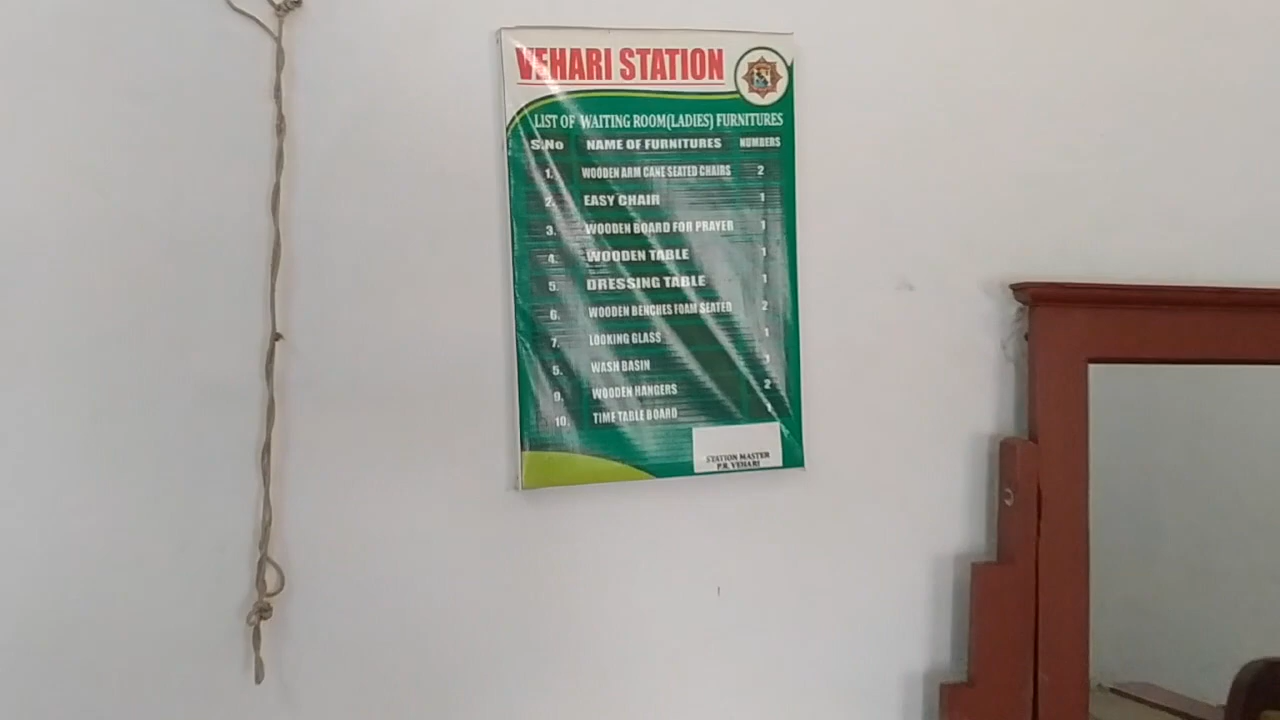 VEHARI STATION
LIST OF WAITING ROOM(LADIES) FURNITURES
S.No NAME OF FURNITURES NUMBERS
1. WOODEN ARM CANE SEATED CHAIRS 2
2. EASY CHAIR 1
3. WOODEN BOARD FOR PRAYER 1
4. WOODEN TABLE 1
5. DRESSING TABLE 1
6. WOODEN BENCHES FOAM SEATED 2
7. LOOKING GLASS 1
5. WASH BASIN 1
9. WOODEN HANGERS 2
10. TIME TABLE BOARD 1
STATION MASTER
P.R. VEHARI